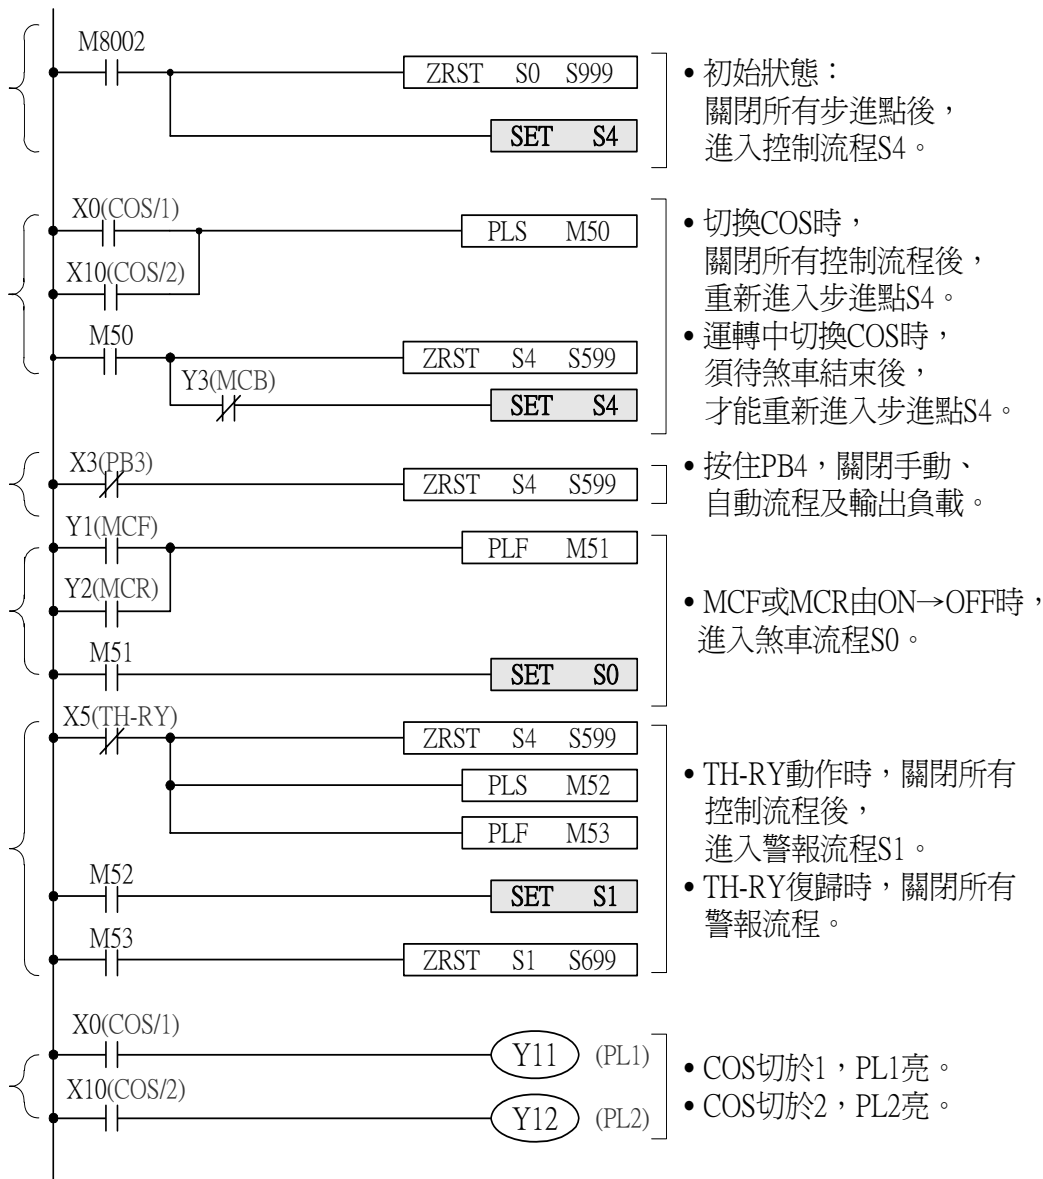 M8002
ZRST S0 S999
SET S4
• 初始狀態：
關閉所有步進點後，
進入控制流程S4。
X0(COS/1)
PLS M50
X10(COS/2)
M50
ZRST S4 S599
Y3(MCB)
SET S4
• 切換COS時，
關閉所有控制流程後，
重新進入步進點S4。
• 運轉中切換COS時，
須待煞車結束後，
才能重新進入步進點S4。
X3(PB3)
ZRST S4 S599
• 按住PB4，關閉手動、
自動流程及輸出負載。
Y1(MCF)
PLF M51
Y2(MCR)
M51
SET S0
• MCF或MCR由ON→OFF時，
進入煞車流程S0。
X5(TH-RY)
ZRST S4 S599
PLS M52
PLF M53
M52
SET S1
M53
ZRST S1 S699
• TH-RY動作時，關閉所有
控制流程後，
進入警報流程S1。
• TH-RY復歸時，關閉所有
警報流程。
X0(COS/1)
Y11 (PL1)
X10(COS/2)
Y12 (PL2)
• COS切於1，PL1亮。
• COS切於2，PL2亮。